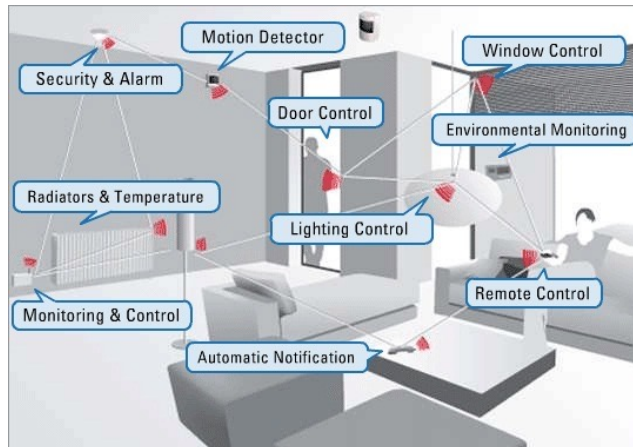 Motion Detector
Window Control
Security & Alarm
Door Control
Environmental Monitoring
Radiators & Temperature
Lighting Control
Monitoring & Control
Remote Control
Automatic Notification